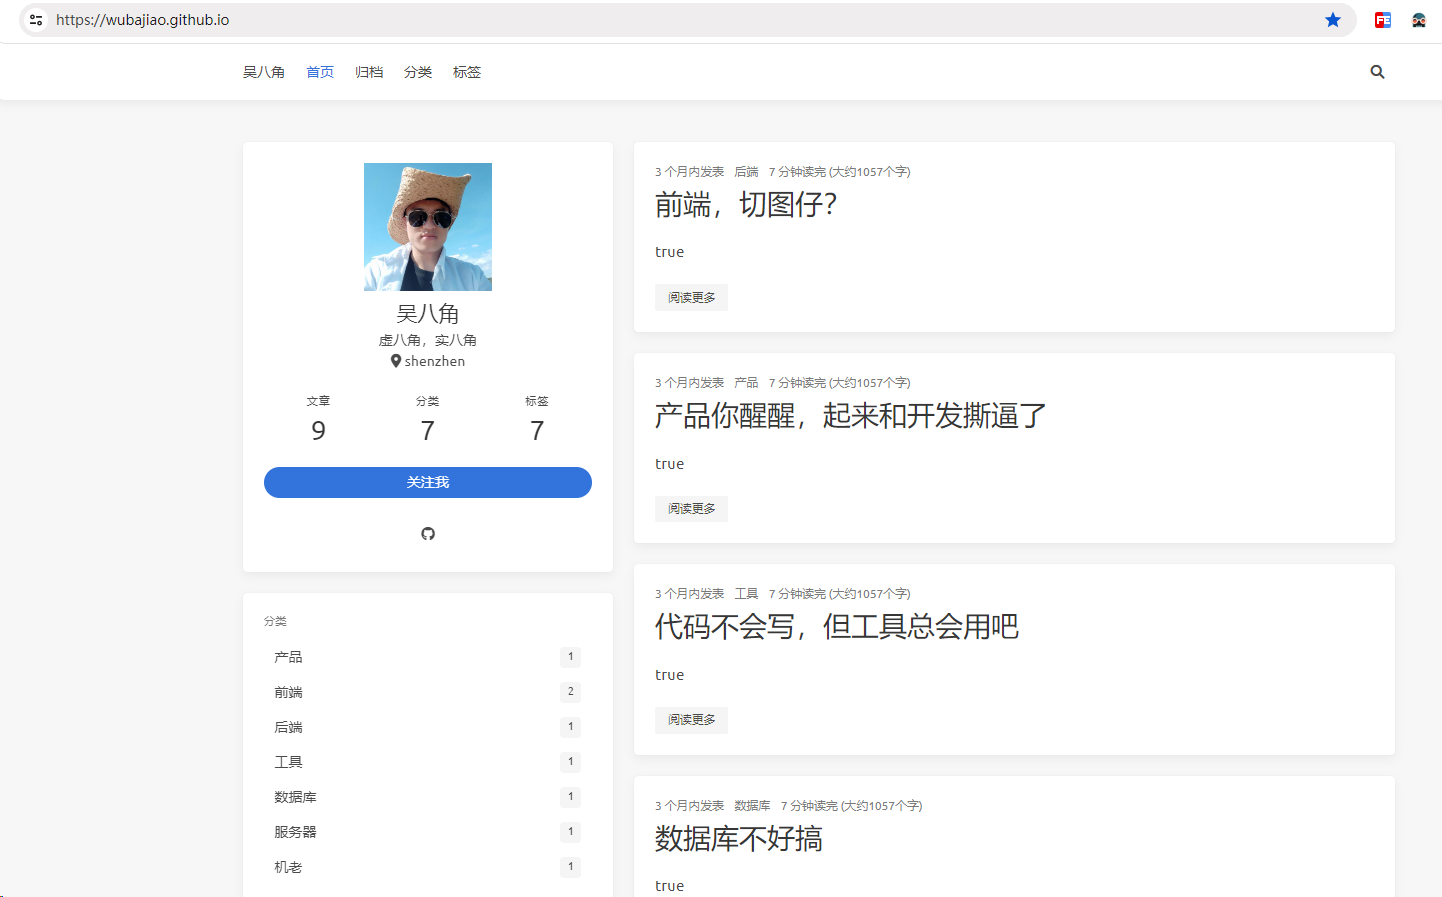 https://wubajiao.github.io
FE
吴八角 首页 归档 分类 标签
吴八角
虚八角，实八角
shenzhen
文章 分类 标签
9 7 7
关注我
分类
产品 1
前端 2
后端 1
工具 1
数据库 1
服务器 1
机老 1
3 个月内发表 后端 7 分钟读完 (大约1057个字)
前端，切图仔？
true
阅读更多
3 个月内发表 产品 7 分钟读完 (大约1057个字)
产品你醒醒，起来和开发撕逼了
true
阅读更多
3 个月内发表 工具 7 分钟读完 (大约1057个字)
代码不会写，但工具总会用吧
true
阅读更多
3 个月内发表 数据库 7 分钟读完 (大约1057个字)
数据库不好搞
true